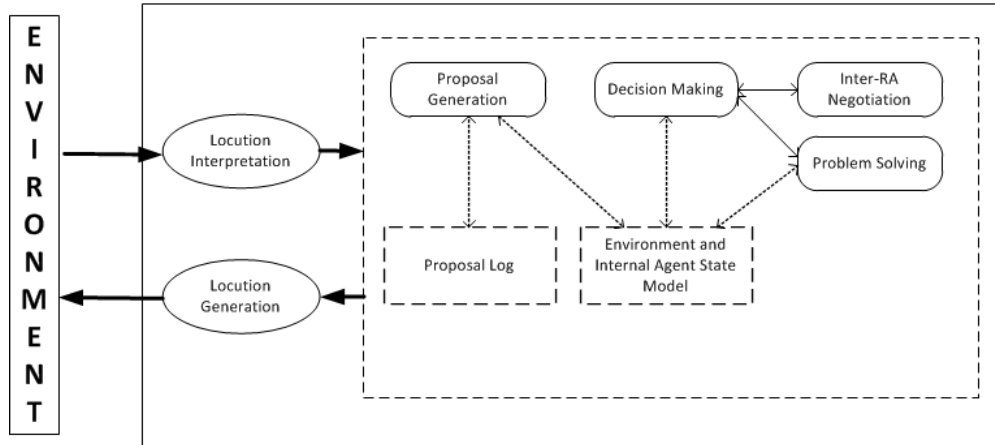 ENVIRONMENT
Proposal
Generation
Decision Making
Inter-RA
Negotiation
Locution
Interpretation
Problem Solving
Proposal Log
Environment and
Internal Agent State
Model
Locution
Generation